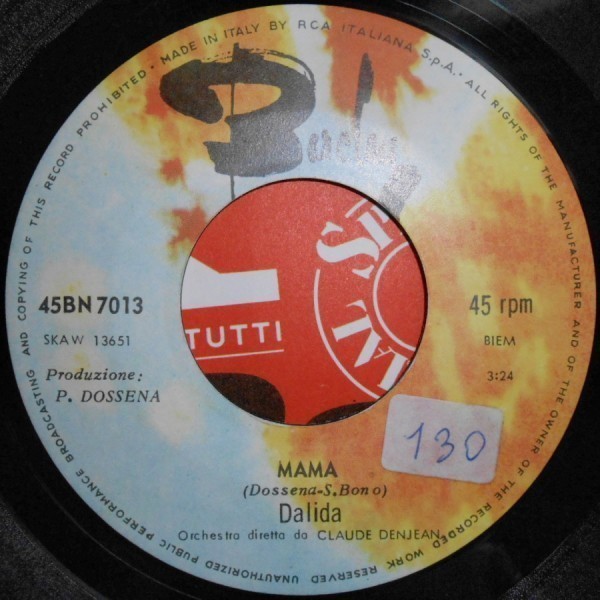 BROADCASTING AND COPYING OF THIS RECORD PROHIBITED • MADE IN ITALY BY RCA ITALIANA S.p.A. • ALL RIGHTS OF THE MANUFACTURER AND OF THE OWNER OF THE RECORDED WORK RESERVED UNAUTHORIZED PUBLIC PERFORMANCE
Barclay
45BN 7013
45 rpm
SKAW 13651
BIEM
Produzione:
3:24
P. DOSSENA
TUTTI
130
MAMA
(Dossena-S.Bono)
Dalida
Orchestra diretta da CLAUDE DENJEAN